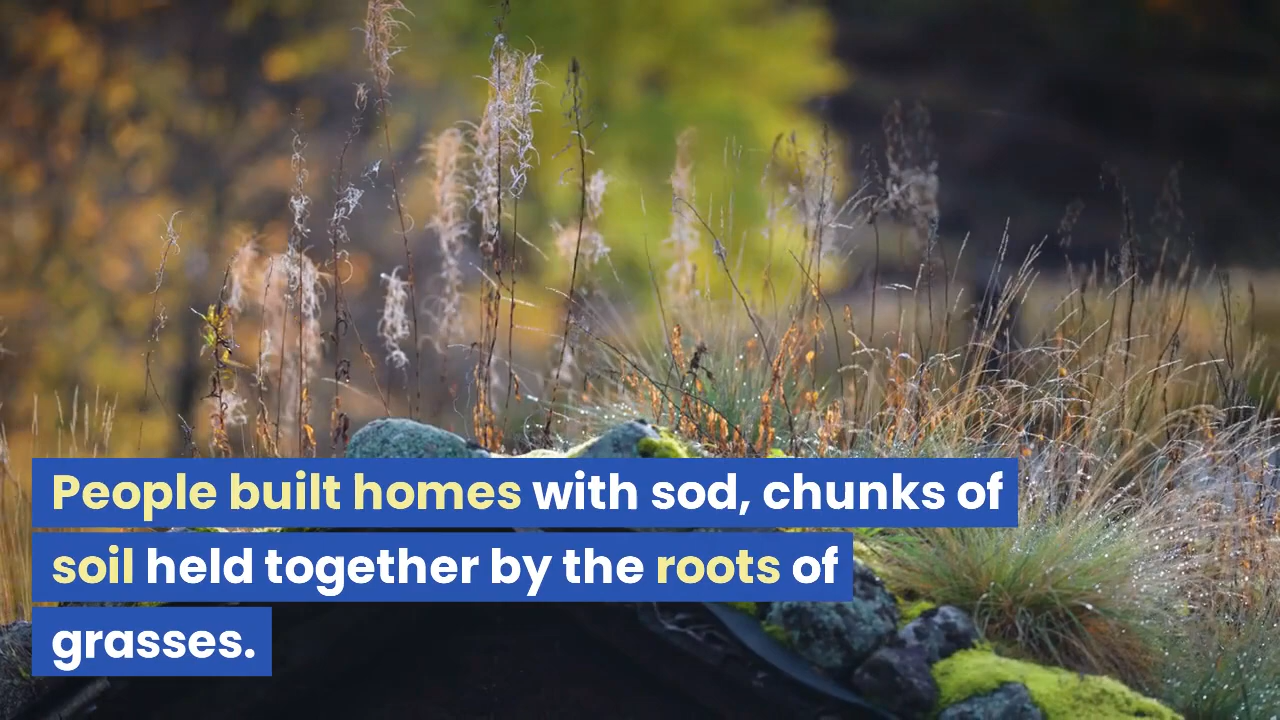 People built homes with sod, chunks of
soil held together by the roots of
grasses.